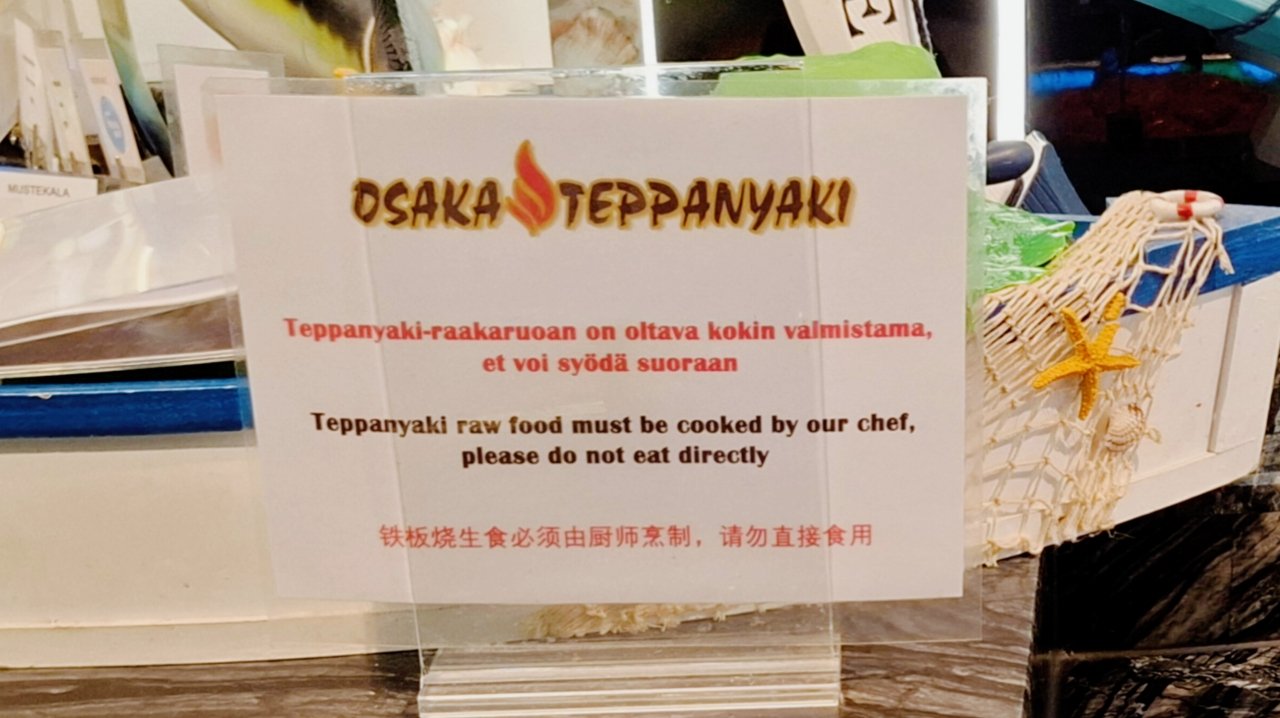 MUSTEKALA
OSAKA TEPPANYAKI
Teppanyaki-raakaruoan on oltava kokin valmistama,
et voi syödä suoraan
Teppanyaki raw food must be cooked by our chef,
please do not eat directly
铁板烧生食必须由厨师烹制，请勿直接食用